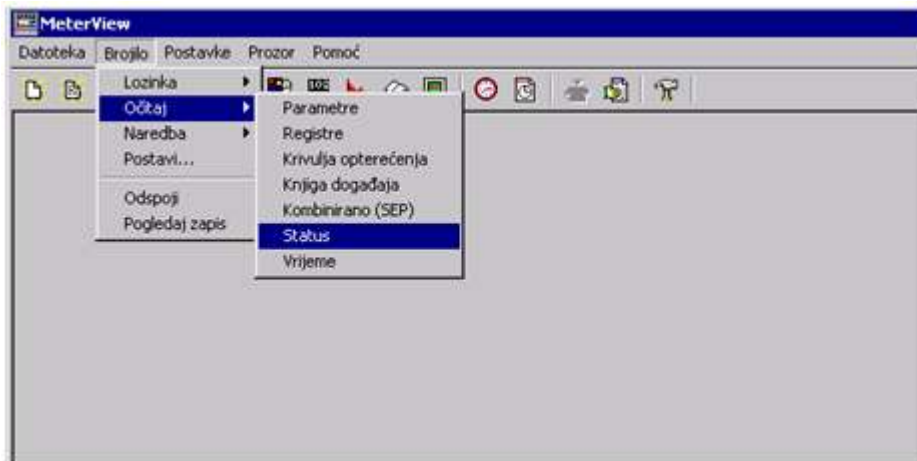 MeterView
Datoteka Brojilo Postavke Prozor Pomoć
Lozinka
Očitaj
Naredba
Postavi...
Odspoji
Pogledaj zapis
Parametre
Registre
Krivulja opterećenja
Knjiga događaja
Kombinirano (SEP)
Status
Vrijeme